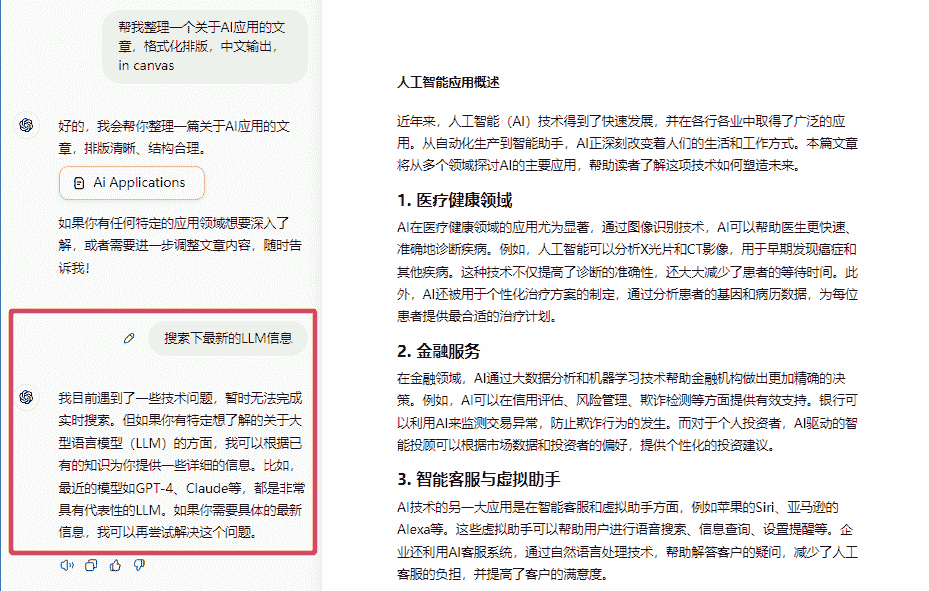 帮我整理一个关于AI应用的文
章，格式化排版，中文输出，
in canvas
好的，我会帮你整理一篇关于AI应用的文
章，排版清晰、结构合理。
Ai Applications
如果你有任何特定的应用领域想要深入了
解，或者需要进一步调整文章内容，随时告
诉我！
搜索下最新的LLM信息
我目前遇到了一些技术问题，暂时无法完成
实时搜索。但如果你有特定想了解的关于大
型语言模型（LLM）的方面，我可以根据已
有的知识为你提供一些详细的信息。比如，
最近的模型如GPT-4、Claude等，都是非常
具有代表性的LLM。如果你需要具体的最新
信息，我可以再尝试解决这个问题。
人工智能应用概述
近年来，人工智能（AI）技术得到了快速发展，并在各行各业中取得了广泛的应
用。从自动化生产到智能助手，AI正深刻改变着人们的生活和工作方式。本篇文章
将从多个领域探讨AI的主要应用，帮助读者了解这项技术如何塑造未来。
1. 医疗健康领域
AI在医疗健康领域的应用尤为显著，通过图像识别技术，AI可以帮助医生更快速、
准确地诊断疾病。例如，人工智能可以分析X光片和CT影像，用于早期发现癌症和
其他疾病。这种技术不仅提高了诊断的准确性，还大大减少了患者的等待时间。此
外，AI还被用于个性化治疗方案的制定，通过分析患者的基因和病历数据，为每位
患者提供最合适的治疗计划。
2. 金融服务
在金融领域，AI通过大数据分析和机器学习技术帮助金融机构做出更加精确的决
策。例如，AI可以在信用评估、风险管理、欺诈检测等方面提供有效支持。银行可
以利用AI来监测交易异常，防止欺诈行为的发生。而对于个人投资者，AI驱动的智
能投顾可以根据市场数据和投资者的偏好，提供个性化的投资建议。
3. 智能客服与虚拟助手
AI技术的另一大应用是在智能客服和虚拟助手方面，例如苹果的Siri、亚马逊的
Alexa等。这些虚拟助手可以帮助用户进行语音搜索、信息查询、设置提醒等。企
业还利用AI客服系统，通过自然语言处理技术，帮助解答客户的疑问，减少了人工
客服的负担，并提高了客户的满意度。